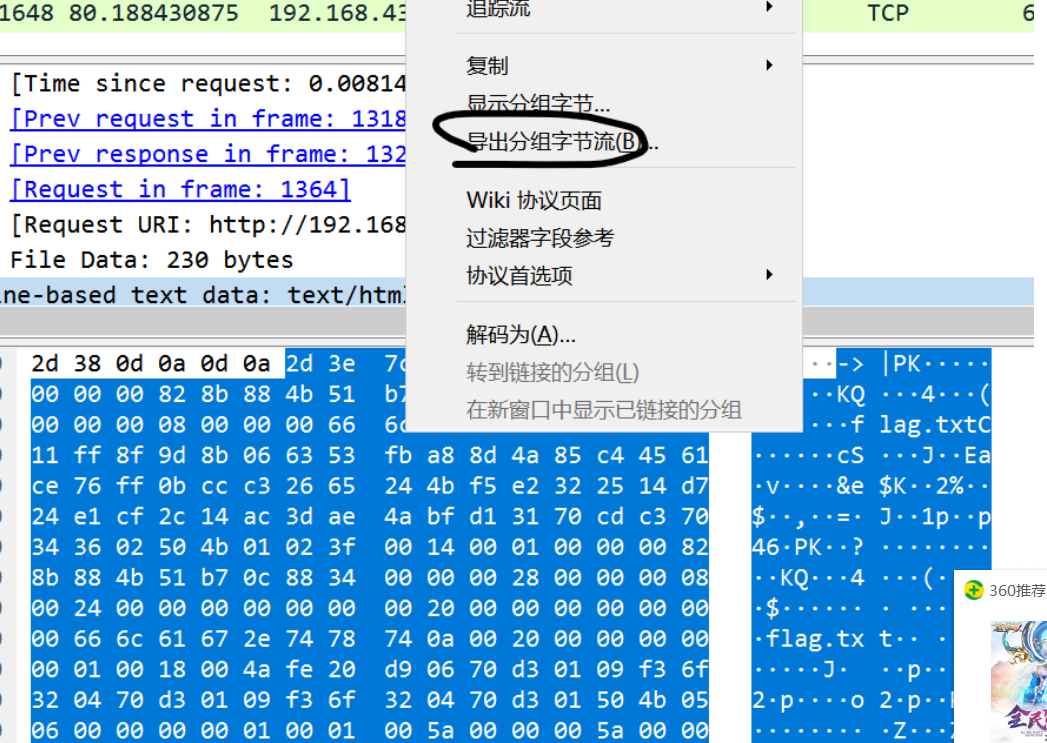 1648 80.188430875 192.168.43
TCP 6
追踪流
复制
显示分组字节...
导出分组字节流(B)...
Wiki 协议页面
过滤器字段参考
协议首选项
解码为(A)...
转到链接的分组(L)
在新窗口中显示已链接的分组
[Time since request: 0.00814
[Prev request in frame: 1318
[Prev response in frame: 132
[Request in frame: 1364]
[Request URI: http://192.168
File Data: 230 bytes
ine-based text data: text/html
2d 38 0d 0a 0d 0a 2d 3e 7c ··-> |PK·····
00 00 00 82 8b 88 4b 51 b7 ··KQ ···4···(
00 00 00 08 00 00 00 66 6c ···f lag.txtC
11 ff 8f 9d 8b 06 63 53 fb a8 8d 4a 85 c4 45 61 ······cS ···J··Ea
ce 76 ff 0b cc c3 26 65 24 4b f5 e2 32 25 14 d7 ·v····&e $K··2%··
24 e1 cf 2c 14 ac 3d ae 4a bf d1 31 70 cd c3 70 $··,··=· J··1p··p
34 36 02 50 4b 01 02 3f 00 14 00 01 00 00 00 82 46·PK··? ········
8b 88 4b 51 b7 0c 88 34 00 00 00 28 00 00 00 08 ··KQ···4 ···(·
00 24 00 00 00 00 00 00 00 20 00 00 00 00 00 00 ·$······ · ···
00 66 6c 61 67 2e 74 78 74 0a 00 20 00 00 00 00 ·flag.tx t·· ·
00 01 00 18 00 4a fe 20 d9 06 70 d3 01 09 f3 6f ·····J· ··p··
32 04 70 d3 01 09 f3 6f 32 04 70 d3 01 50 4b 05 2·p····o 2·p··
06 00 00 00 00 01 00 01 00 5a 00 00 00 5a 00 00 ········ ·Z···
360推荐
全民